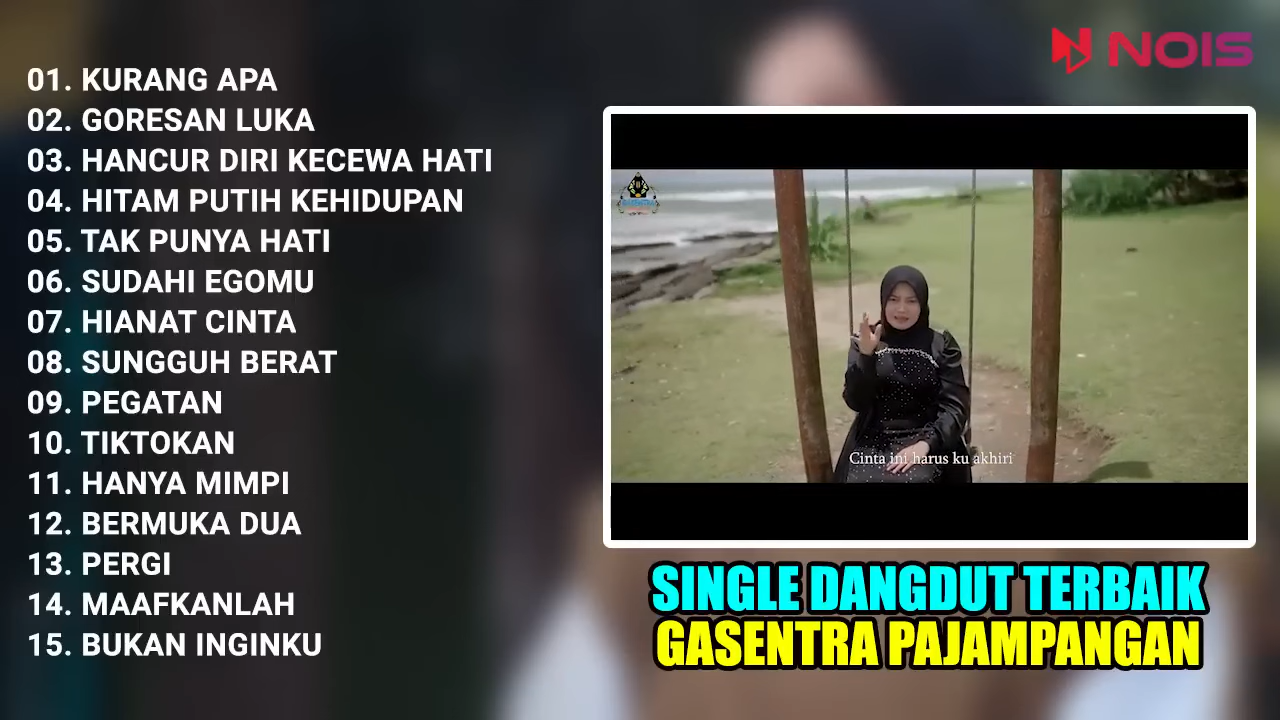 NOIS
01. KURANG APA
02. GORESAN LUKA
03. HANCUR DIRI KECEWA HATI
04. HITAM PUTIH KEHIDUPAN
05. TAK PUNYA HATI
06. SUDAHI EGOMU
07. HIANAT CINTA
08. SUNGGUH BERAT
09. PEGATAN
10. TIKTOKAN
11. HANYA MIMPI
12. BERMUKA DUA
13. PERGI
14. MAAFKANLAH
15. BUKAN INGINKU
Cinta ini harus ku akhiri
SINGLE DANGDUT TERBAIK
GASENTRA PAJAMPANGAN